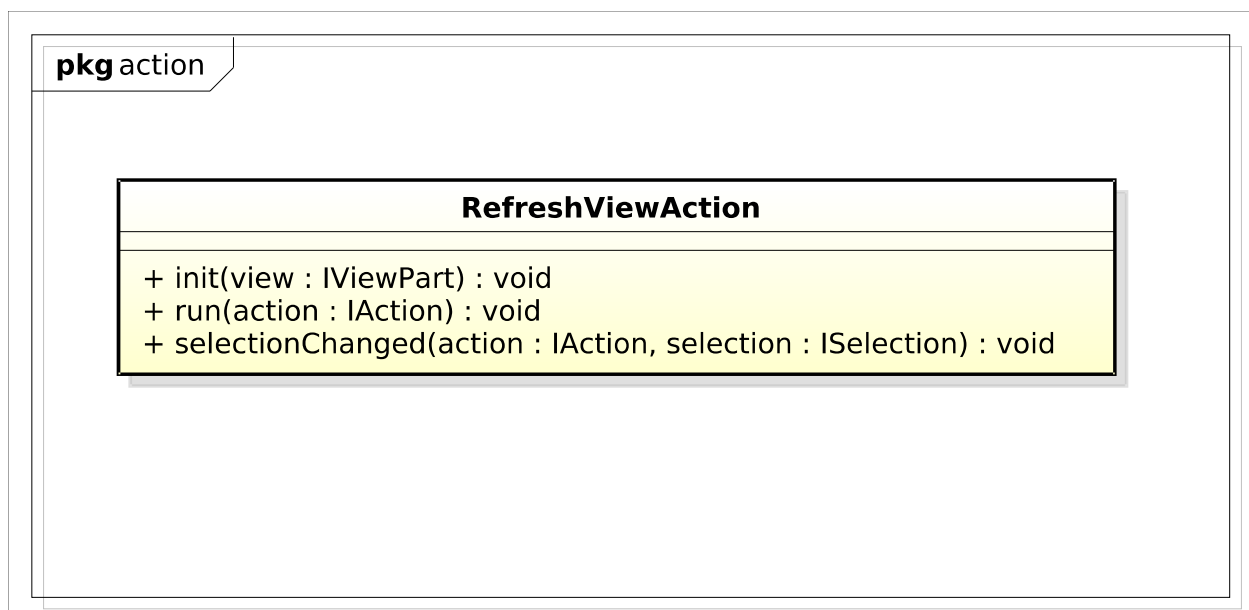 pkg action
RefreshViewAction
+ init(view : IViewPart) : void
+ run(action : IAction) : void
+ selectionChanged(action : IAction, selection : ISelection) : void